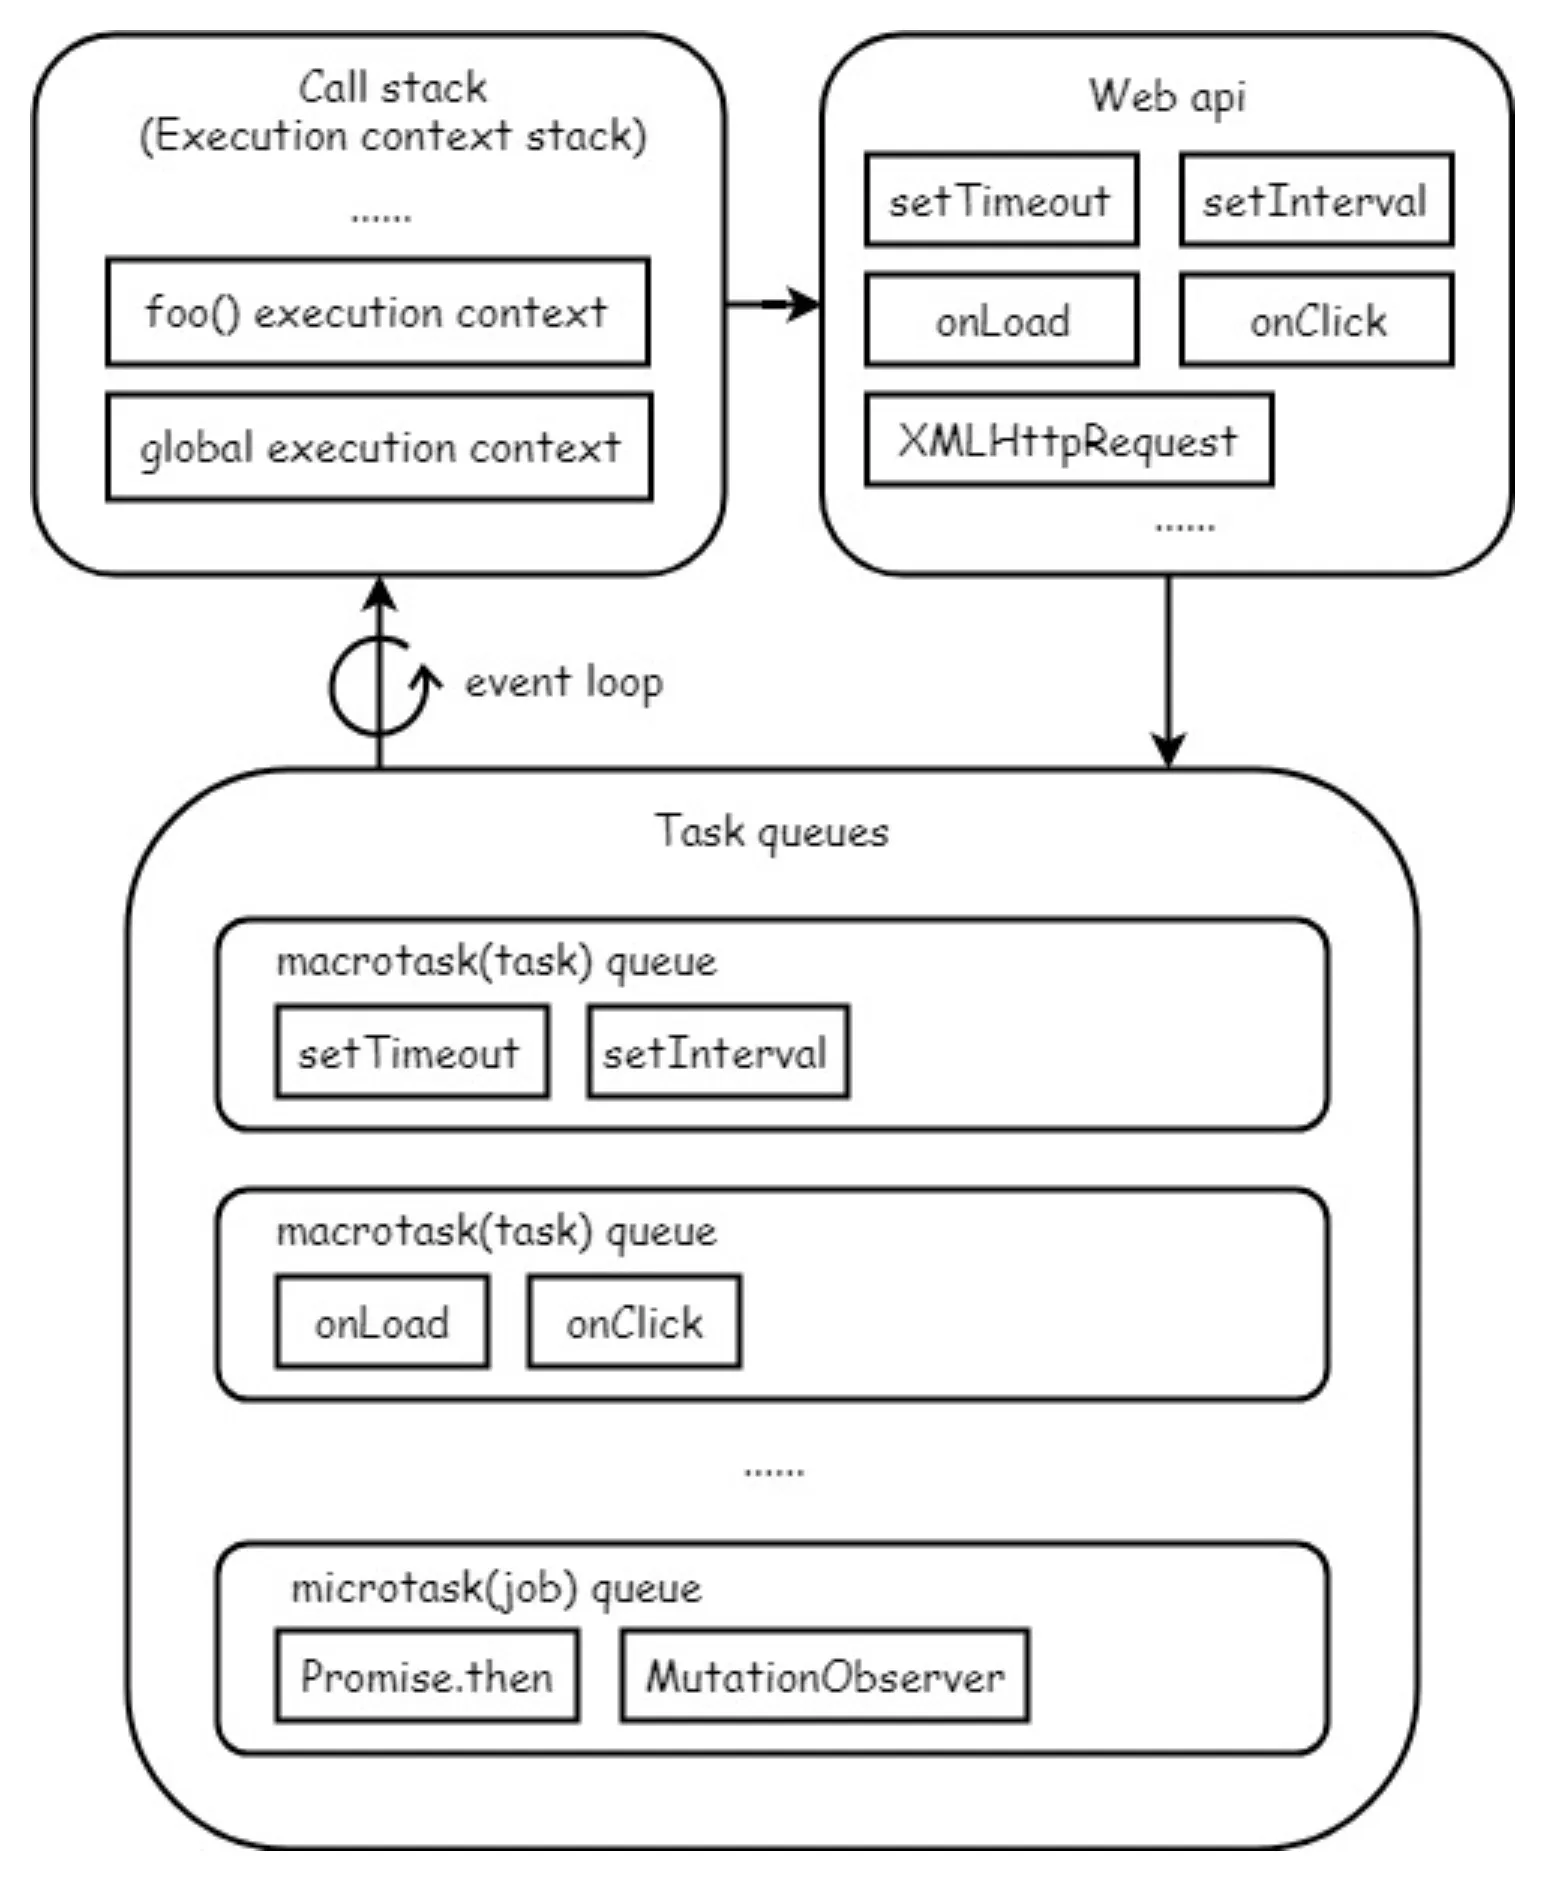 Call stack
(Execution context stack)
......
foo() execution context
global execution context
Web api
setTimeout
setInterval
onLoad
onClick
XMLHttpRequest
......
event loop
Task queues
macrotask(task) queue
setTimeout
setInterval
macrotask(task) queue
onLoad
onClick
......
microtask(job) queue
Promise.then
MutationObserver